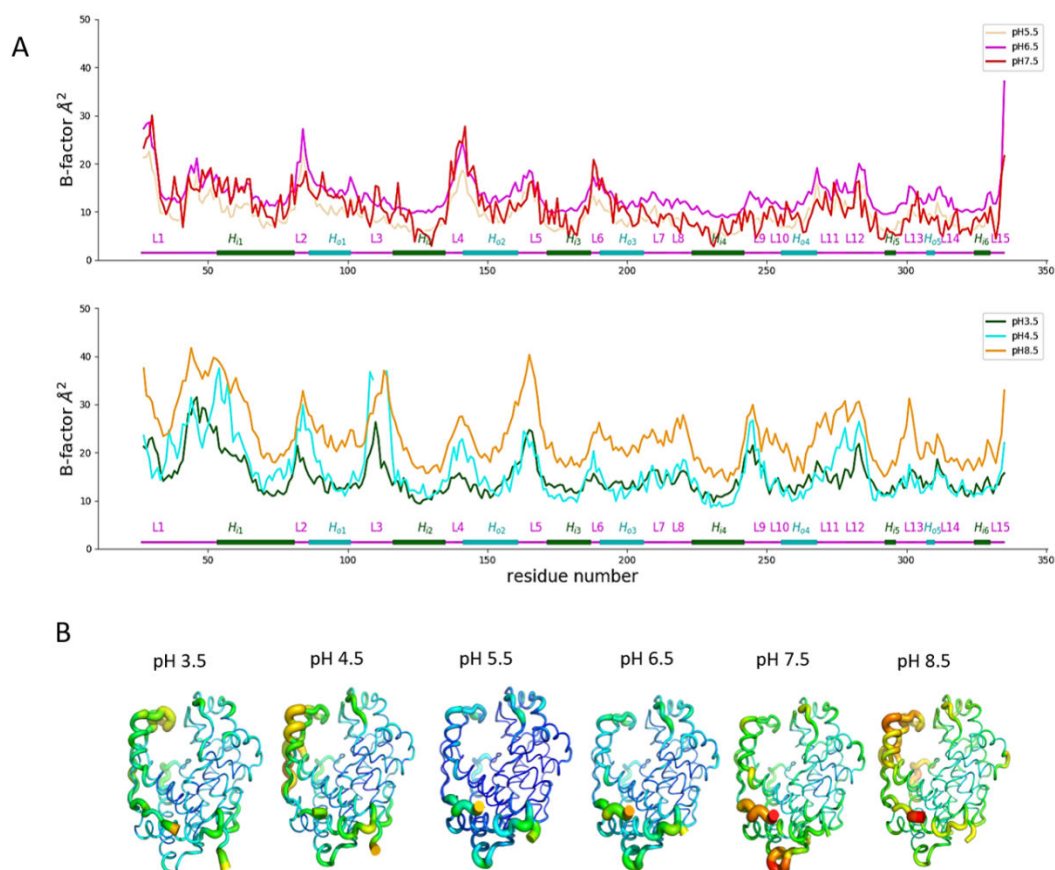 A
50
40
30
20
10
0
B-factor Å²
pH5.5
pH6.5
pH7.5
L1 Hi1 L2 Ho1 L3 L4 Ho2 L5 Hi3 L6 Ho3 L7 L8 Hi4 L9 L10 Ho4 L11 L12 Hi5 L13 Ho5 L14 Hi6 L15
50 100 150 200 250 300 350
50
40
30
20
10
0
B-factor Å²
pH3.5
pH4.5
pH8.5
L1 Hi1 L2 Ho1 L3 Hi2 L4 Ho2 L5 Hi3 L6 Ho3 L7 L8 Hi4 L9 L10 Ho4 L11 L12 Hi5 L13 Ho5 L14 Hi6 L15
50 100 150 200 250 300 350
residue number
B
pH 3.5 pH 4.5 pH 5.5 pH 6.5 pH 7.5 pH 8.5